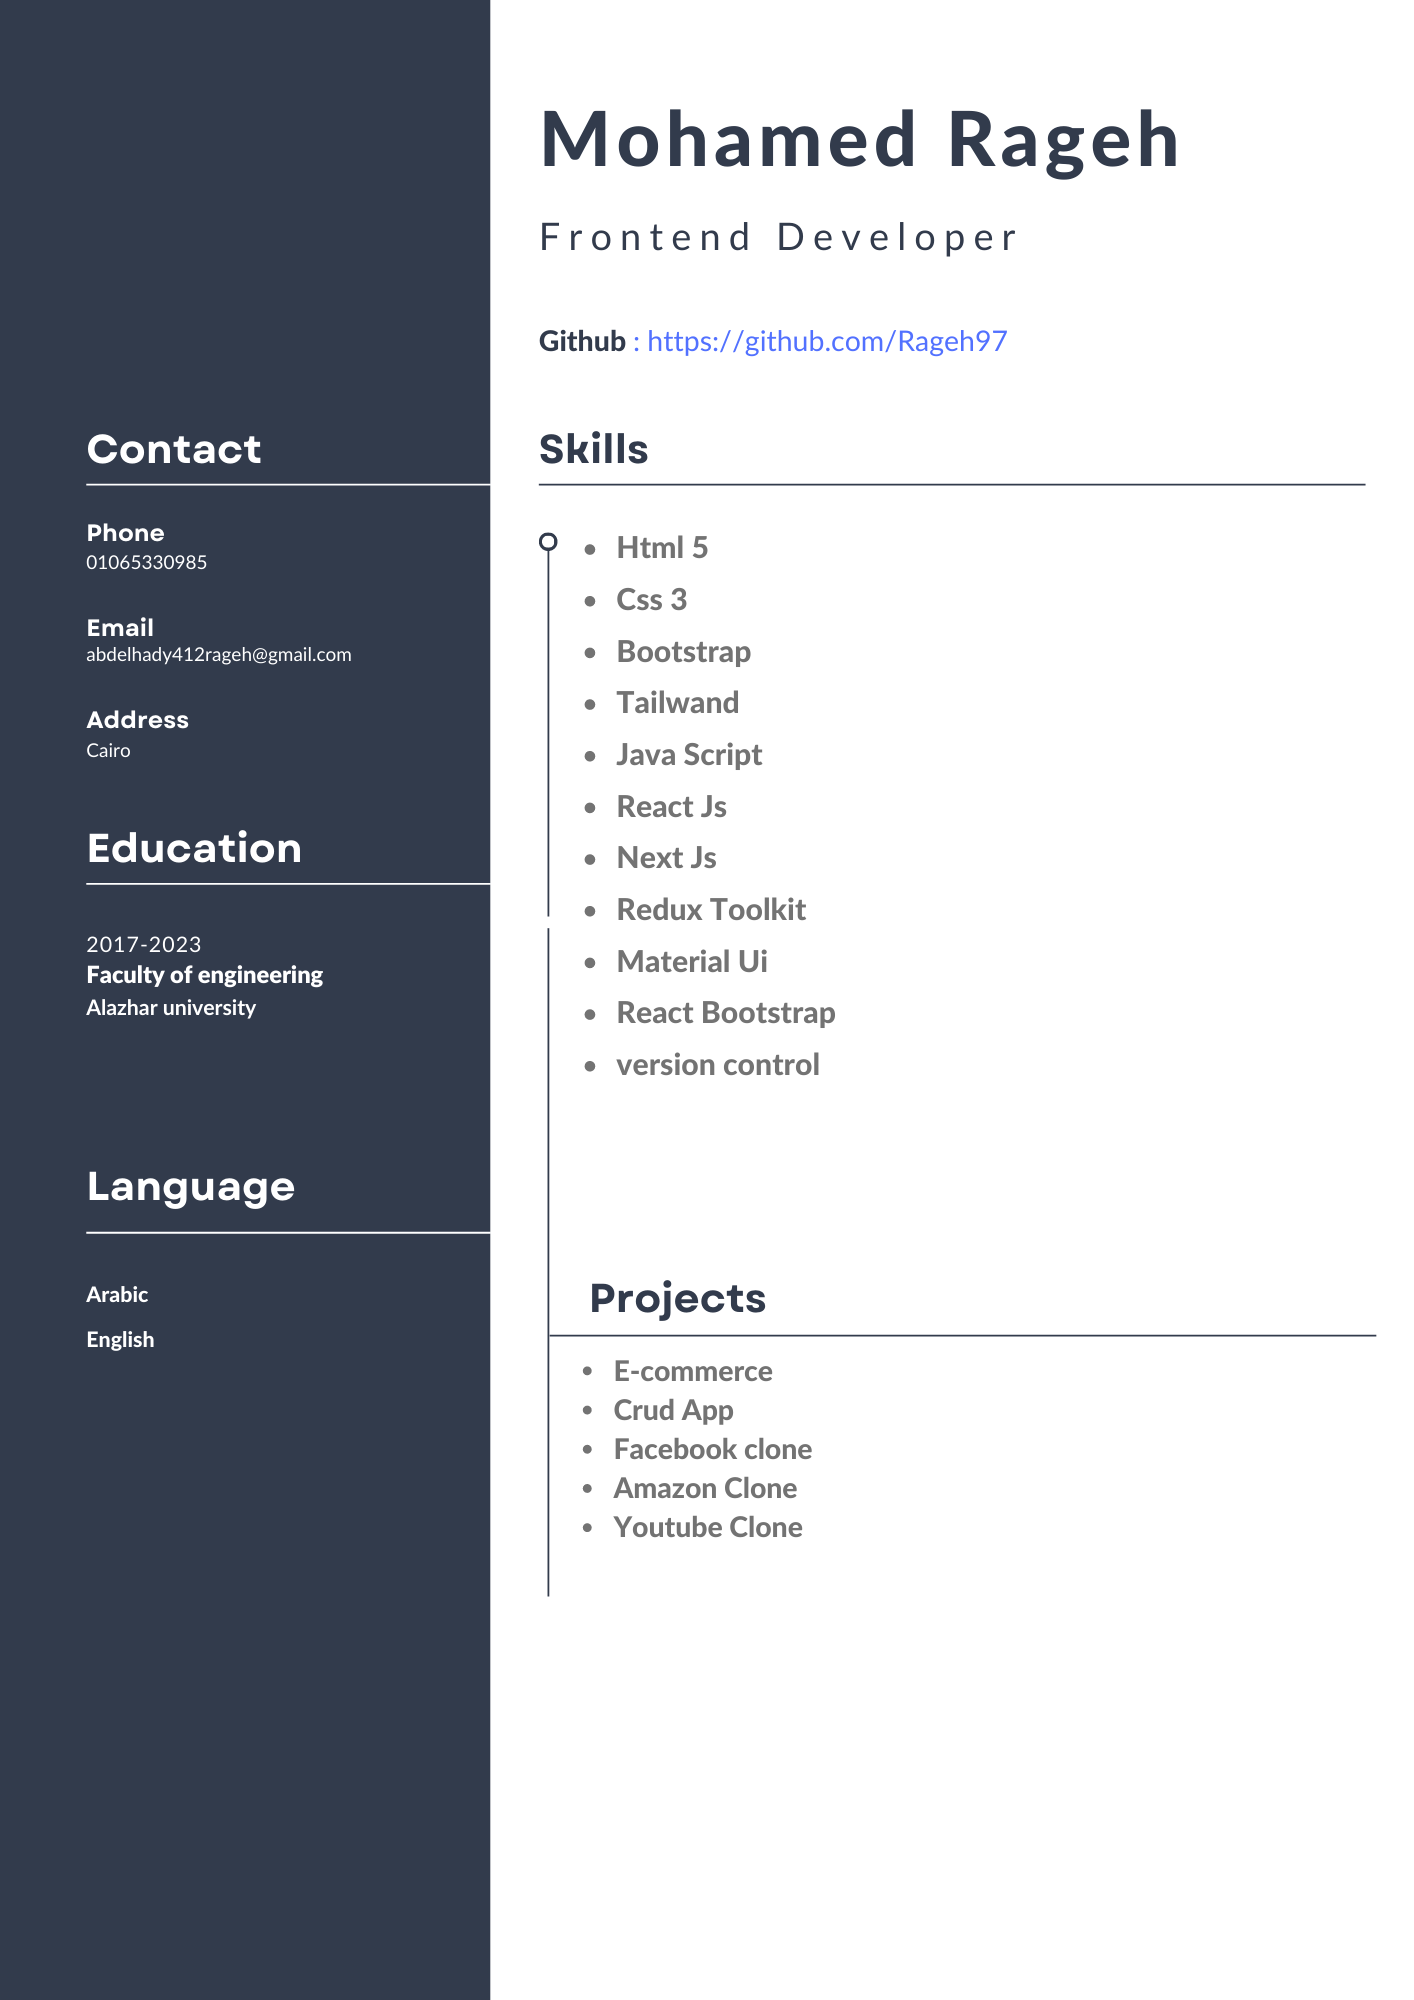 Mohamed Rageh
Frontend Developer
Github : https://github.com/Rageh97
Contact
Phone
01065330985
Email
abdelhady412rageh@gmail.com
Address
Cairo
Education
2017-2023
Faculty of engineering
Alazhar university
Language
Arabic
English
Skills
• Html 5
• Css 3
• Bootstrap
• Tailwand
• Java Script
• React Js
• Next Js
• Redux Toolkit
• Material Ui
• React Bootstrap
• version control
Projects
• E-commerce
• Crud App
• Facebook clone
• Amazon Clone
• Youtube Clone